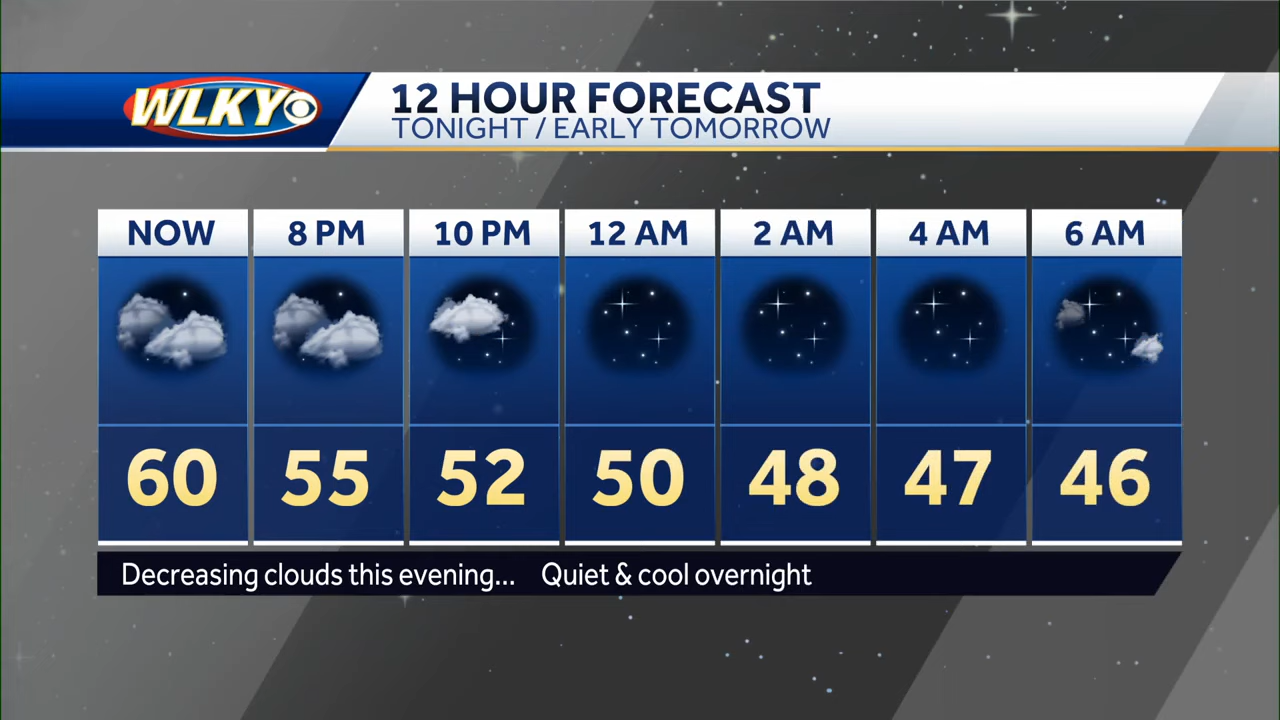 WLKY
12 HOUR FORECAST
TONIGHT / EARLY TOMORROW
NOW 8 PM 10 PM 12 AM 2 AM 4 AM 6 AM
60 55 52 50 48 47 46
Decreasing clouds this evening... Quiet & cool overnight